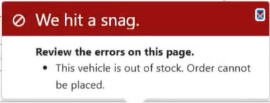 We hit a snag.
Review the errors on this page.
• This vehicle is out of stock. Order cannot
be placed.